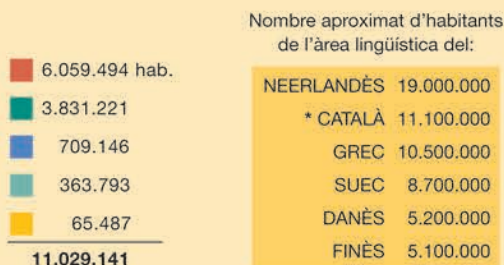 6.059.494 hab.
3.831.221
709.146
363.793
65.487
11.029.141
Nombre aproximat d'habitants
de l'àrea lingüística del:
NEERLANDÈS 19.000.000
* CATALÀ 11.100.000
GREC 10.500.000
SUEC 8.700.000
DANÈS 5.200.000
FINÈS 5.100.000